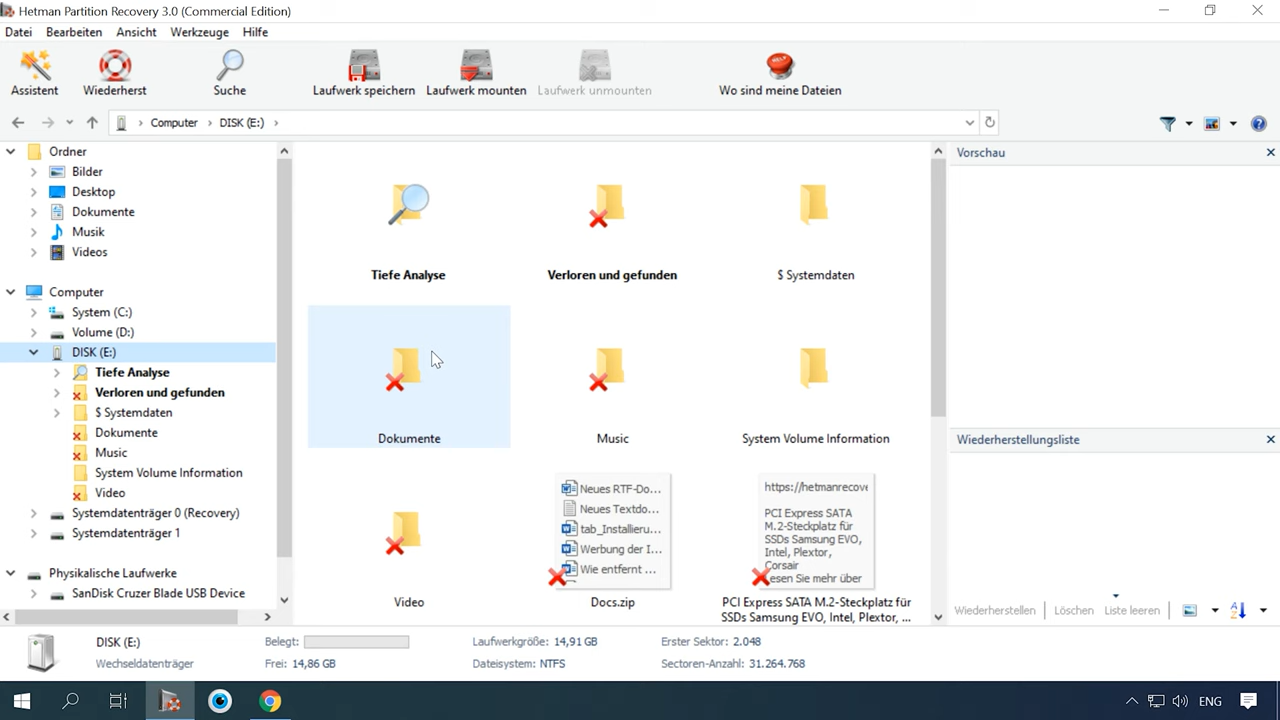 Hetman Partition Recovery 3.0 (Commercial Edition)
Datei Bearbeiten Ansicht Werkzeuge Hilfe
Assistent Wiederherst Suche Laufwerk speichern Laufwerk mounten Laufwerk unmounten Wo sind meine Dateien
Computer DISK (E:)
Ordner
Bilder
Desktop
Dokumente
Musik
Videos
Computer
System (C:)
Volume (D:)
DISK (E:)
Tiefe Analyse
Verloren und gefunden
$ Systemdaten
Dokumente
Music
System Volume Information
Video
Systemdatenträger 0 (Recovery)
Systemdatenträger 1
Physikalische Laufwerke
SanDisk Cruzer Blade USB Device
Tiefe Analyse
Verloren und gefunden
$ Systemdaten
Dokumente
Music
System Volume Information
Video
Neues RTF-Do...
Neues Textdo...
tab_Installieru...
Werbung der I...
Wie entfernt ...
Docs.zip
https://hetmanrecove
PCI Express SATA
M.2-Steckplatz für
SSDs Samsung EVO,
Intel, Plextor,
Corsair
esen Sie mehr über
PCI Express SATA M.2-Steckplatz für
SSDs Samsung EVO, Intel, Plextor, ...
Vorschau
Wiederherstellungsliste
Wiederherstellen Löschen Liste leeren
DISK (E:)
Wechseldatenträger
Belegt:
Frei: 14,86 GB
Laufwerkgröße: 14,91 GB
Dateisystem: NTFS
Erster Sektor: 2.048
Sectoren-Anzahl: 31.264.768
ENG